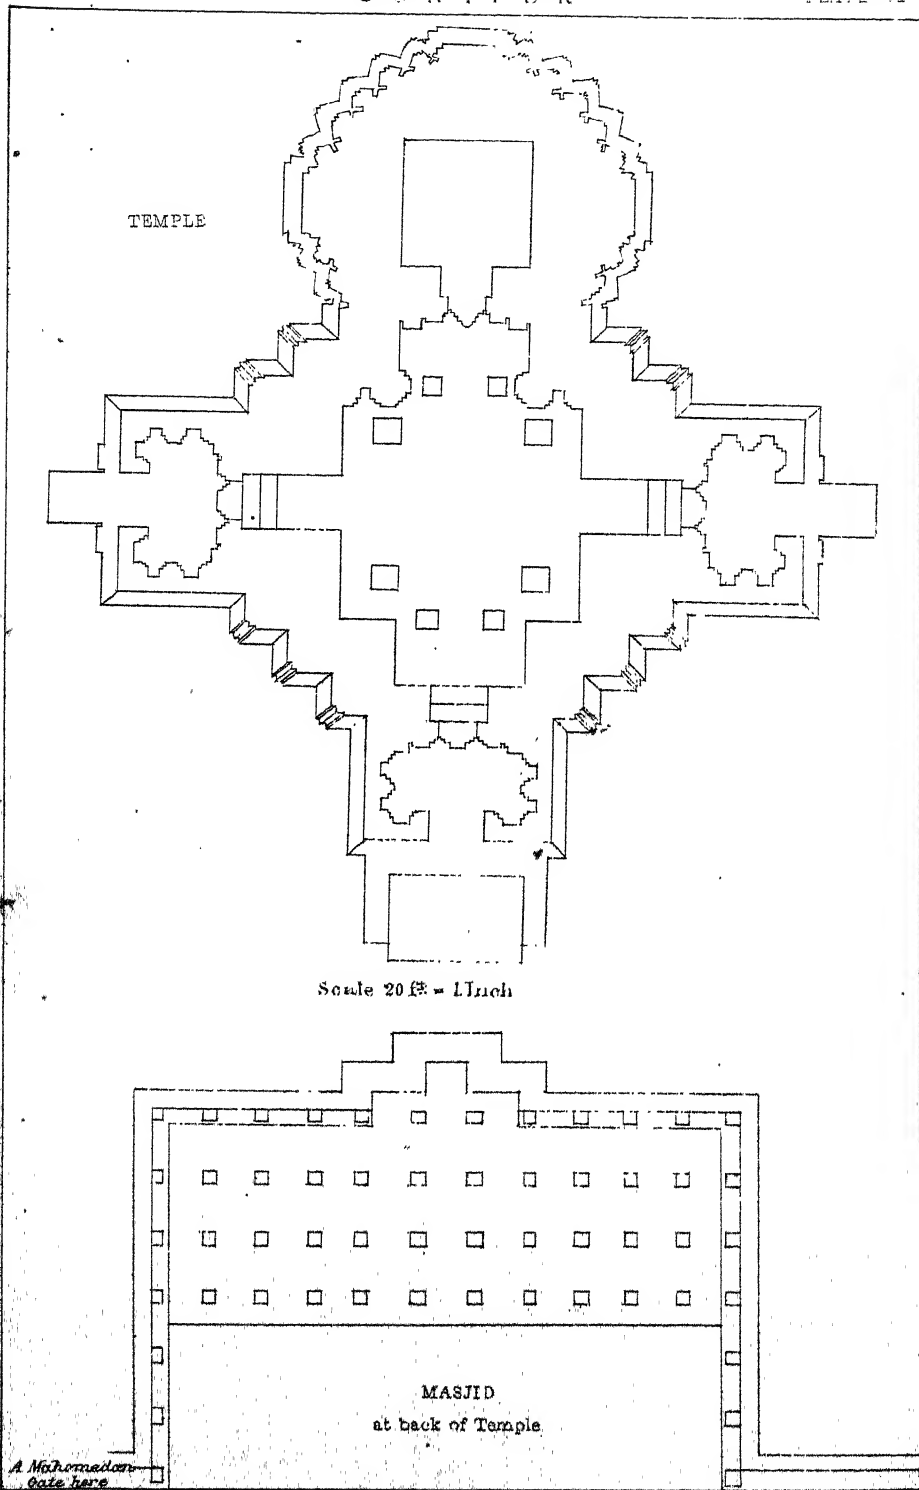 TEMPLE
Scale 20 ft = 1 Inch
MASJID
at back of Temple
A Mahomedan
Gate here